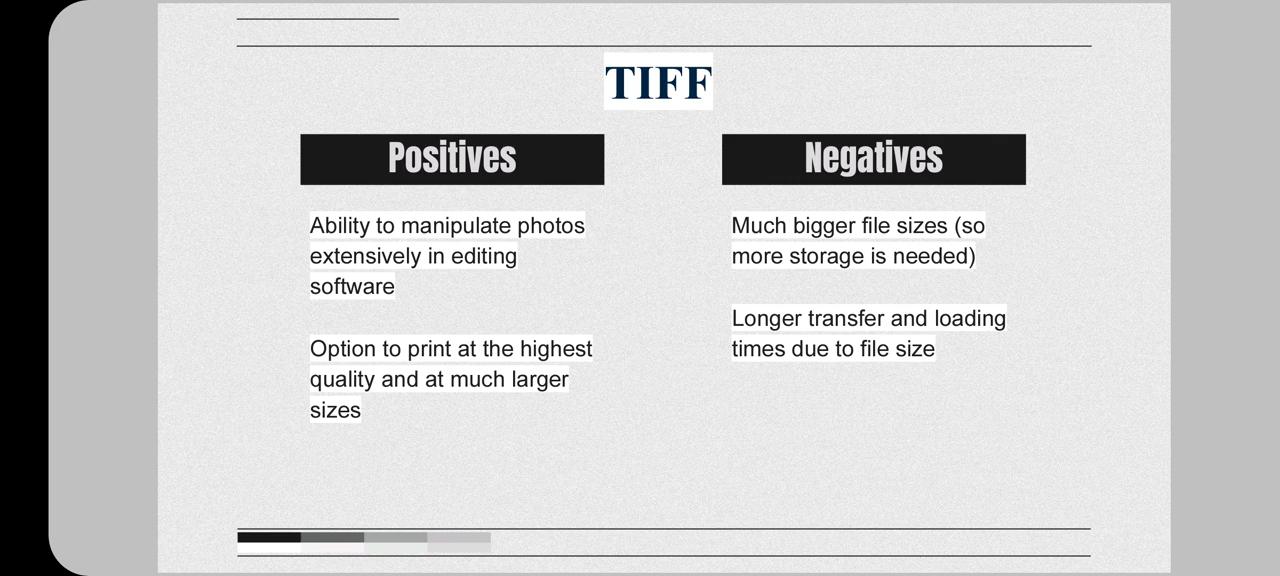 TIFF
Positives
Ability to manipulate photos
extensively in editing
software
Option to print at the highest
quality and at much larger
sizes
Negatives
Much bigger file sizes (so
more storage is needed)
Longer transfer and loading
times due to file size